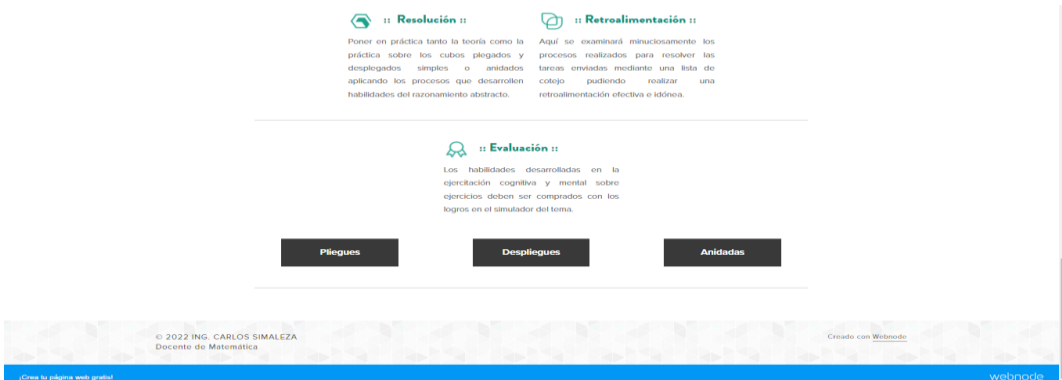 :: Resolución ::
Poner en práctica tanto la teoría como la
práctica sobre los cubos plegados y
desplegados simples o anidados
aplicando los procesos que desarrollen
habilidades del razonamiento abstracto.
:: Retroalimentación ::
Aquí se examinará minuciosamente los
procesos realizados para resolver las
tareas enviadas mediante una lista de
cotejo pudiendo realizar una
retroalimentación efectiva e idónea.
:: Evaluación ::
Los habilidades desarrolladas en la
ejercitación cognitiva y mental sobre
ejercicios deben ser comprados con los
logros en el simulador del tema.
Pliegues
Despliegues
Anidadas
© 2022 ING. CARLOS SIMALEZA
Docente de Matemática
Creado con Webnode
¡Crea tu página web gratis!
webnode